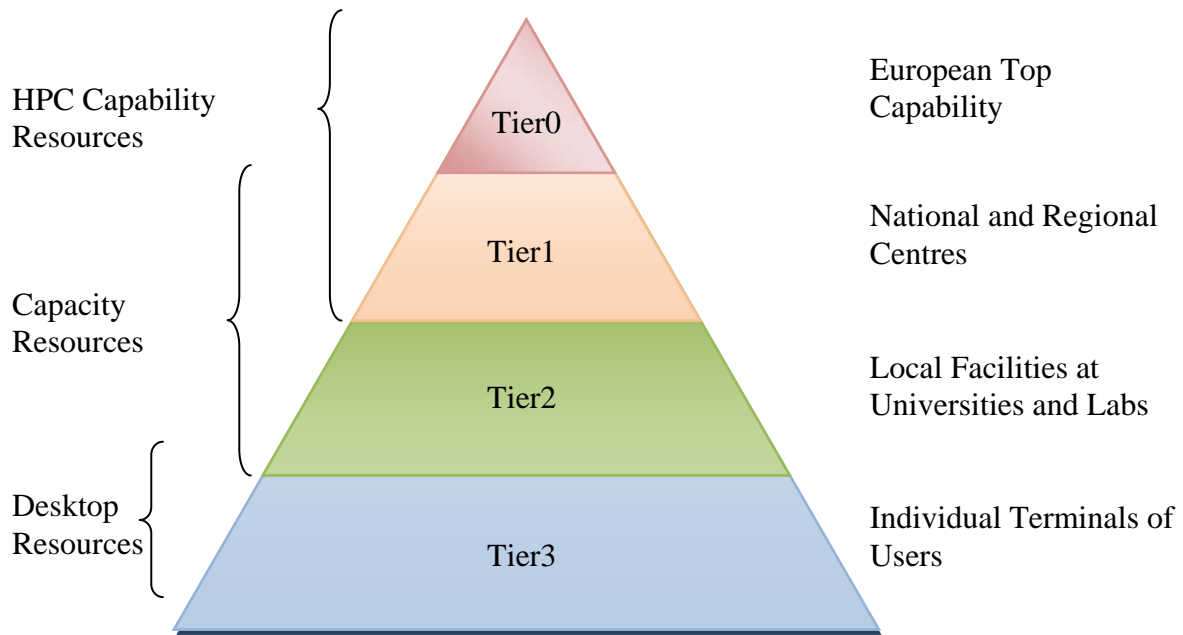 HPC Capability
Resources
Capacity
Resources
Desktop
Resources
Tier0
Tier1
Tier2
Tier3
European Top
Capability
National and Regional
Centres
Local Facilities at
Universities and Labs
Individual Terminals of
Users